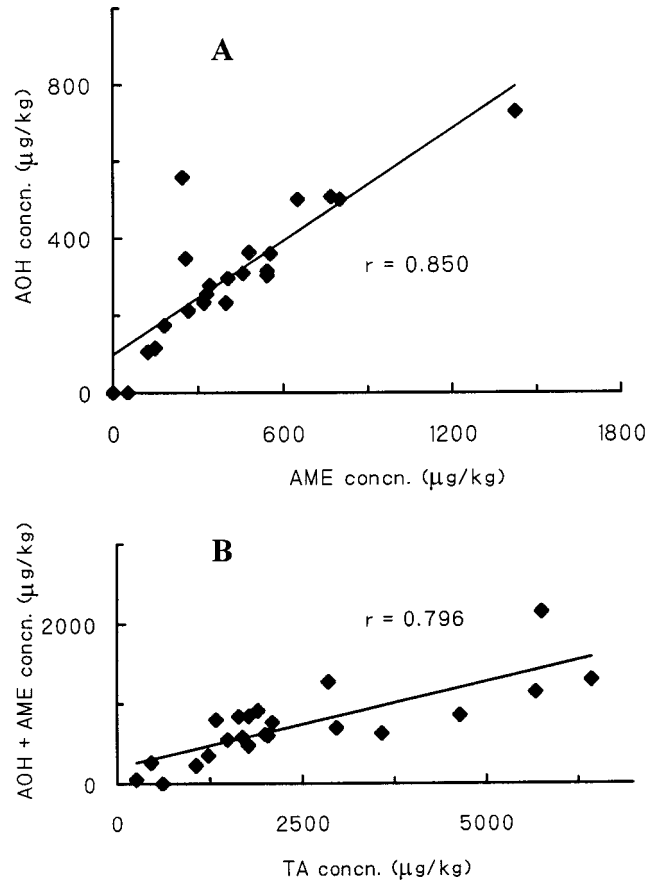 A
AOH concn. (μg/kg)
800
400
0
r = 0.850
0
600
1200
1800
AME concn. (μg/kg)
B
AOH + AME concn. (μg/kg)
2000
0
r = 0.796
0
2500
5000
TA concn. (μg/kg)